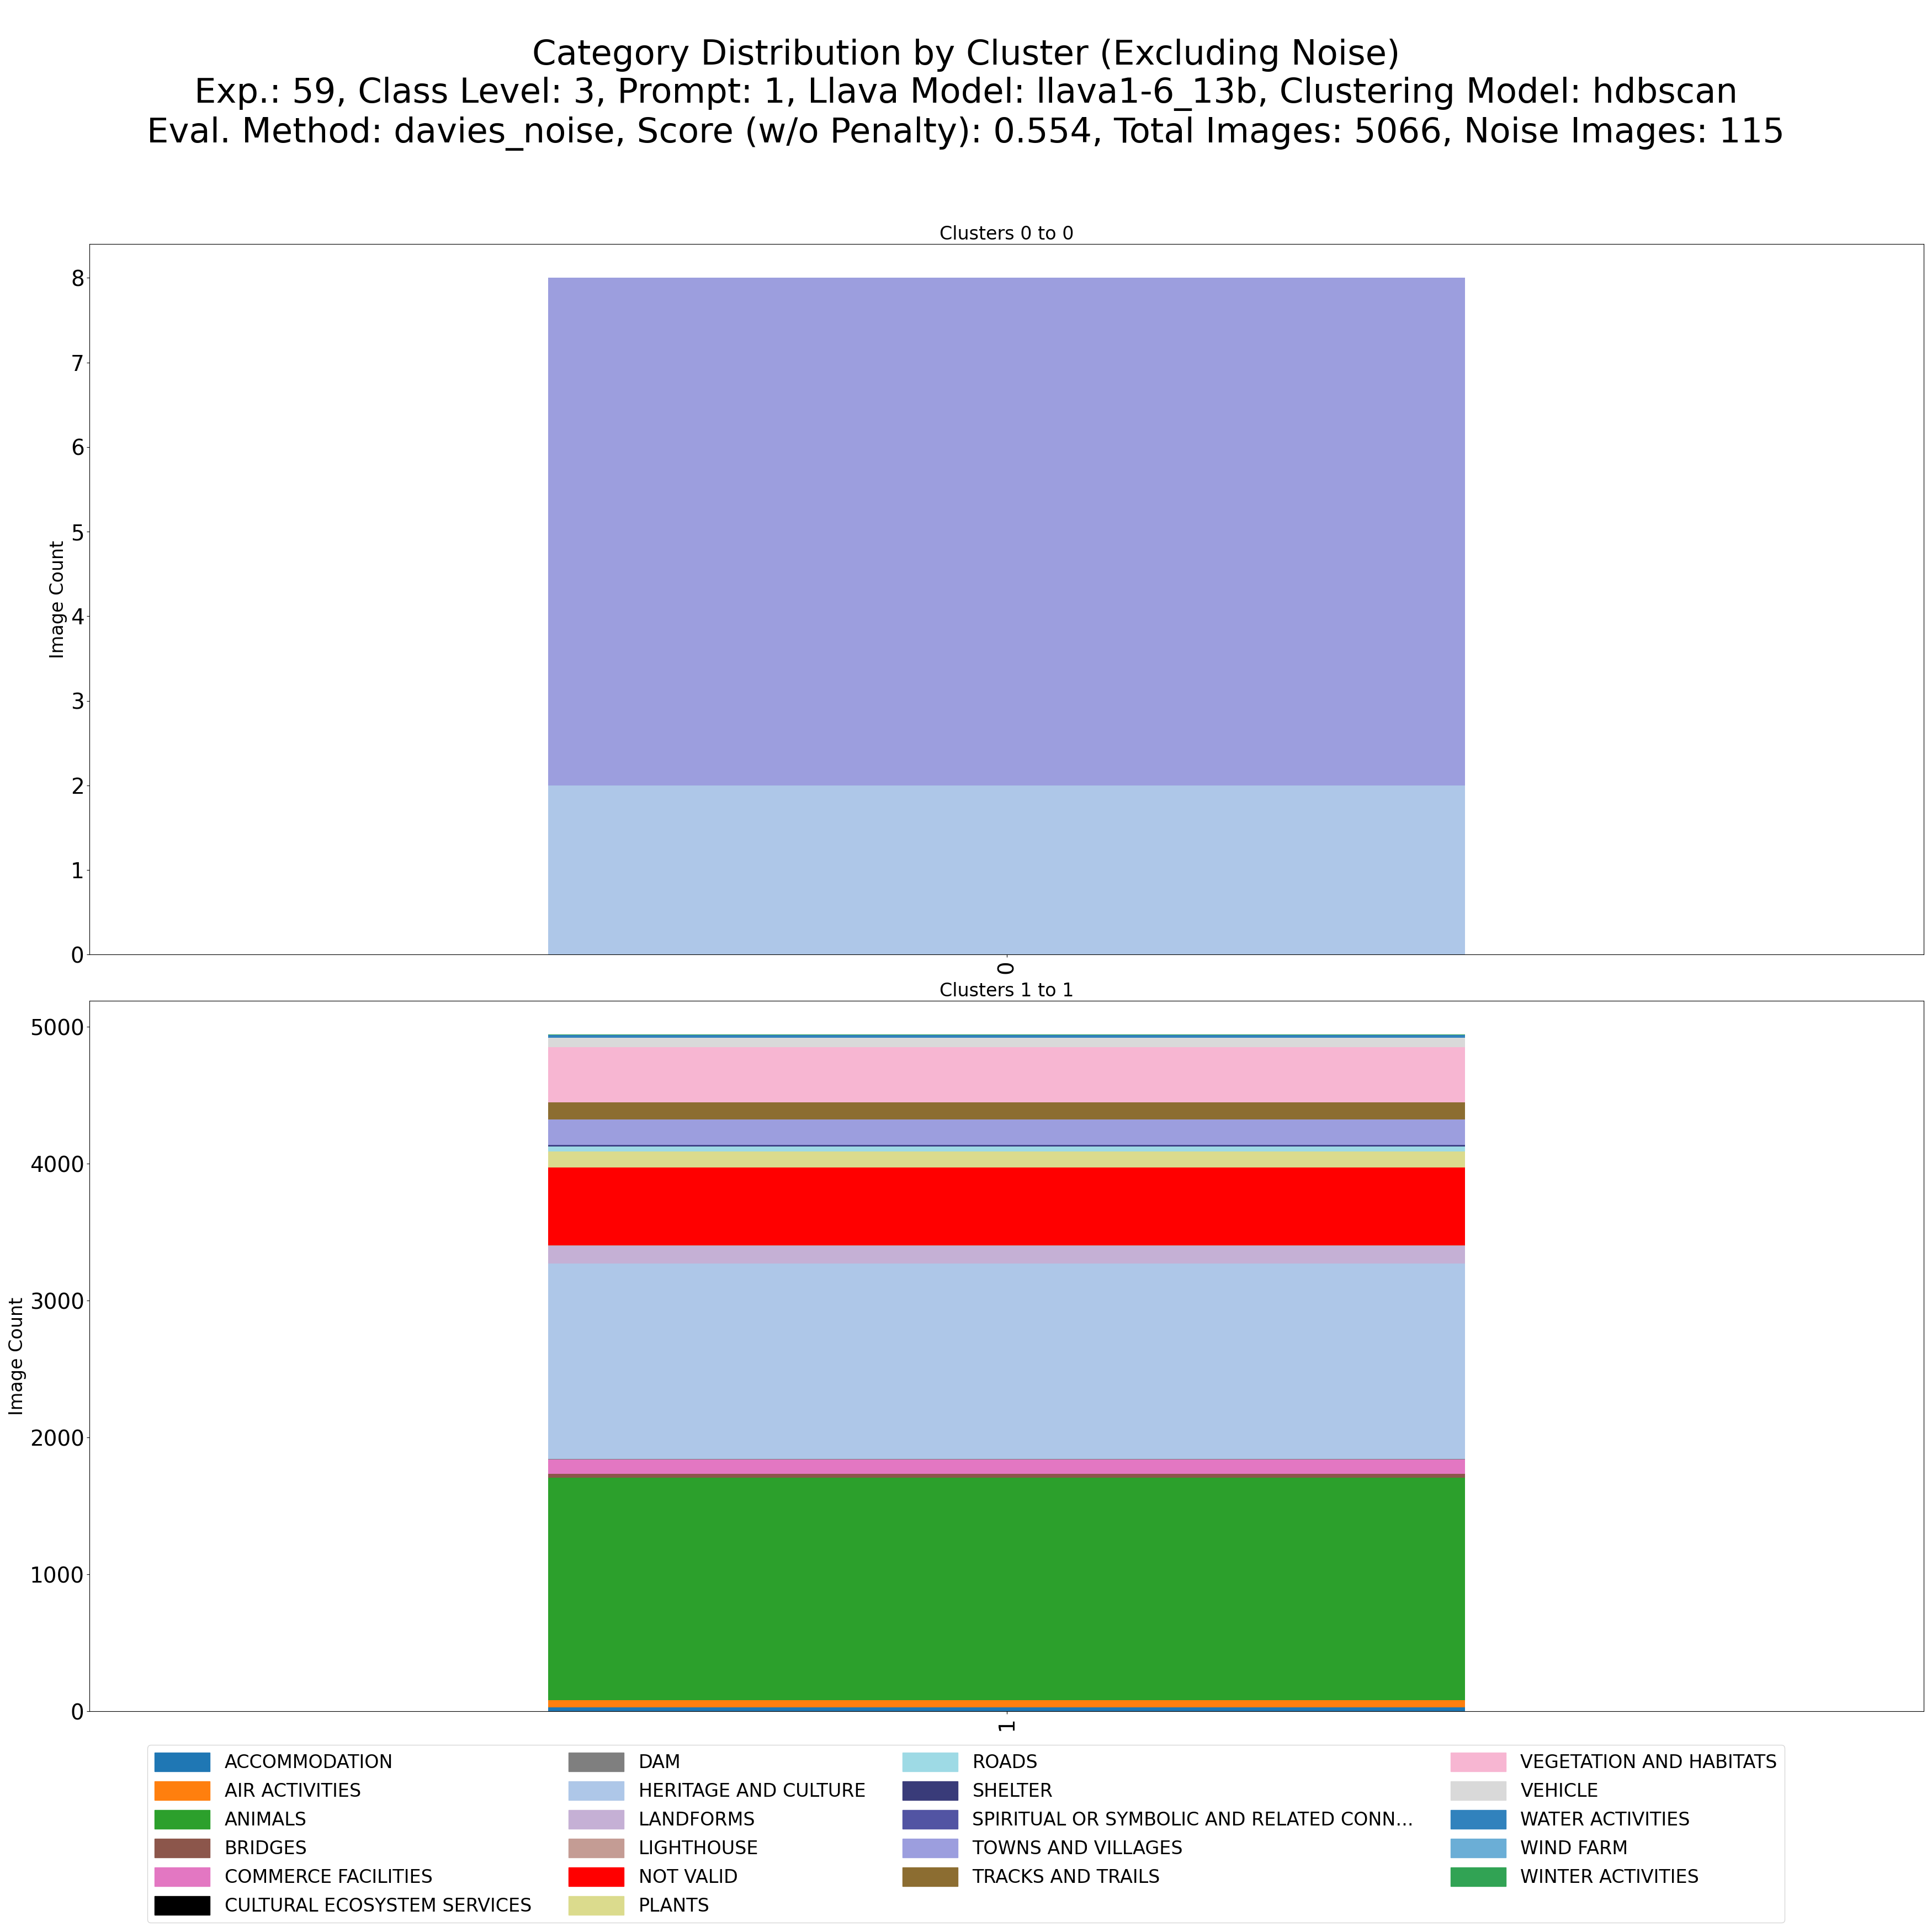 Category Distribution by Cluster (Excluding Noise)
Exp.: 59, Class Level: 3, Prompt: 1, Llava Model: llava1-6_13b, Clustering Model: hdbscan
Eval. Method: davies_noise, Score (w/o Penalty): 0.554, Total Images: 5066, Noise Images: 115
Clusters 0 to 0
8
7
6
5
4
3
2
1
0
Image Count
0
Clusters 1 to 1
5000
4000
3000
2000
1000
0
Image Count
1
ACCOMMODATION
AIR ACTIVITIES
ANIMALS
BRIDGES
COMMERCE FACILITIES
CULTURAL ECOSYSTEM SERVICES
DAM
HERITAGE AND CULTURE
LANDFORMS
LIGHTHOUSE
NOT VALID
PLANTS
ROADS
SHELTER
SPIRITUAL OR SYMBOLIC AND RELATED CONN...
TOWNS AND VILLAGES
TRACKS AND TRAILS
VEGETATION AND HABITATS
VEHICLE
WATER ACTIVITIES
WIND FARM
WINTER ACTIVITIES